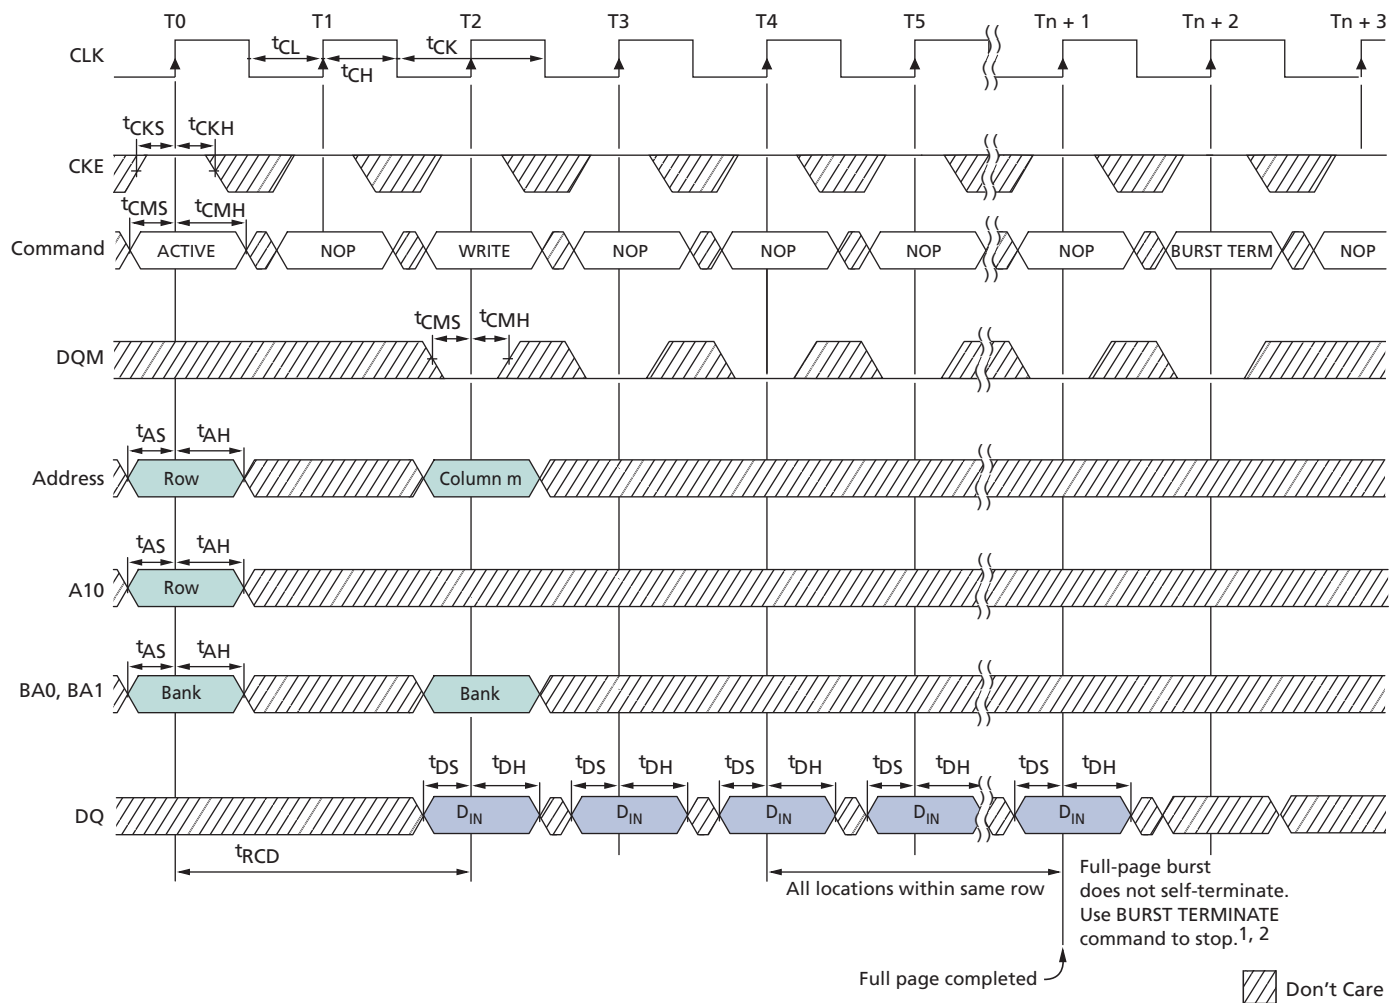 T0 T1 T2 T3 T4 T5 Tn + 1 Tn + 2 Tn + 3
CLK tCL tCH tCK
tCKS tCKH
CKE
tCMS tCMH
Command ACTIVE NOP WRITE NOP NOP NOP NOP BURST TERM NOP
tCMS tCMH
DQM
tAS tAH
Address Row Column m
tAS tAH
A10 Row
tAS tAH
BA0, BA1 Bank Bank
tDS tDH tDS tDH tDS tDH tDS tDH tDS tDH
DQ DIN DIN DIN DIN DIN
tRCD
All locations within same row
Full-page burst
does not self-terminate.
Use BURST TERMINATE
command to stop.1, 2
Full page completed
Don't Care